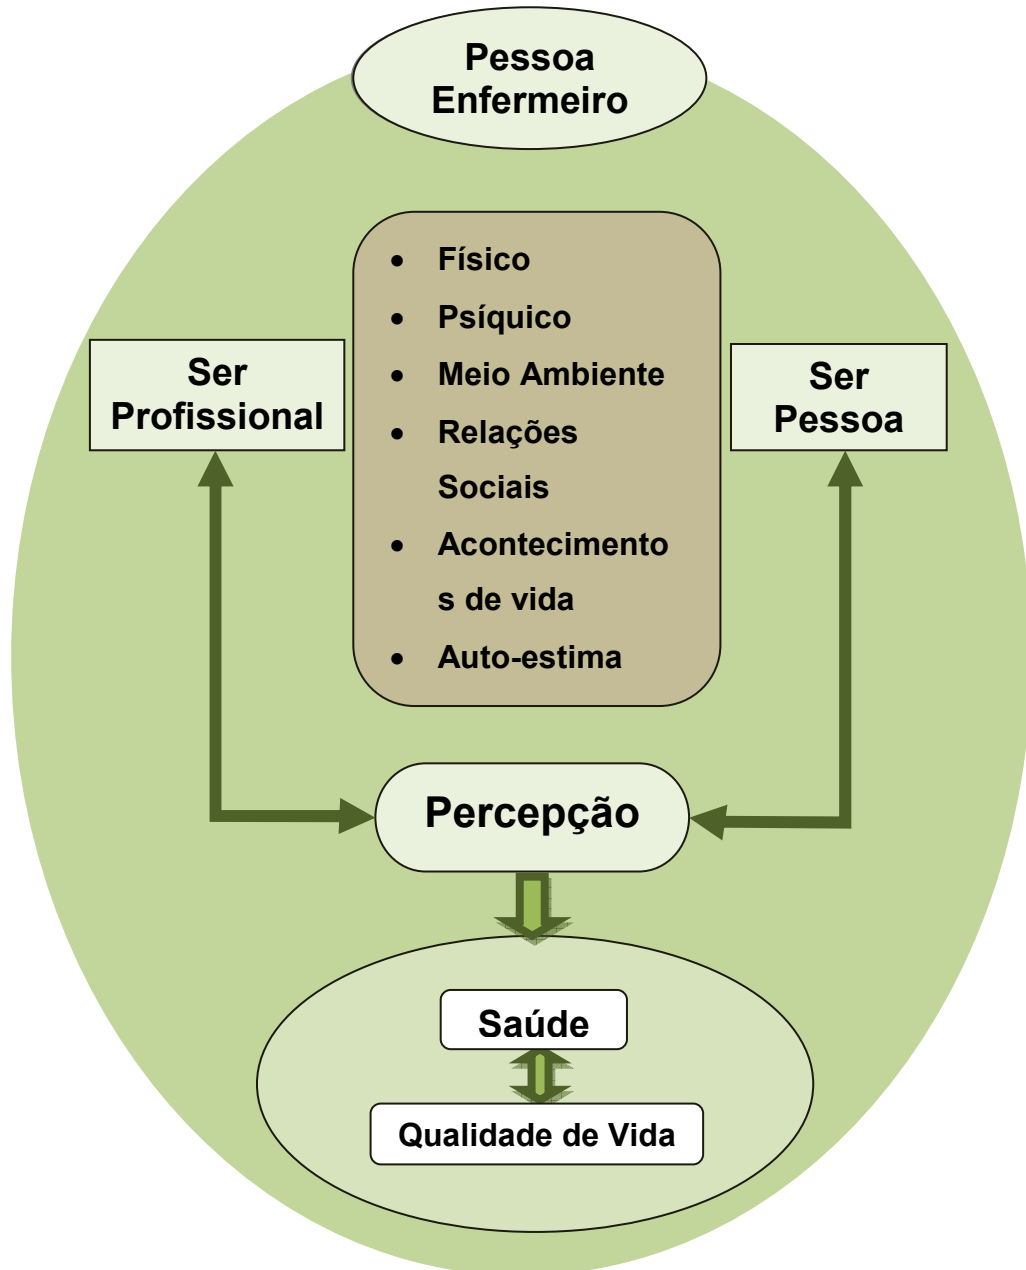 Pessoa
Enfermeiro
• Físico
• Psíquico
• Meio Ambiente
• Relações
Sociais
• Acontecimento
s de vida
• Auto-estima
Ser
Profissional
Ser
Pessoa
Percepção
Saúde
Qualidade de Vida